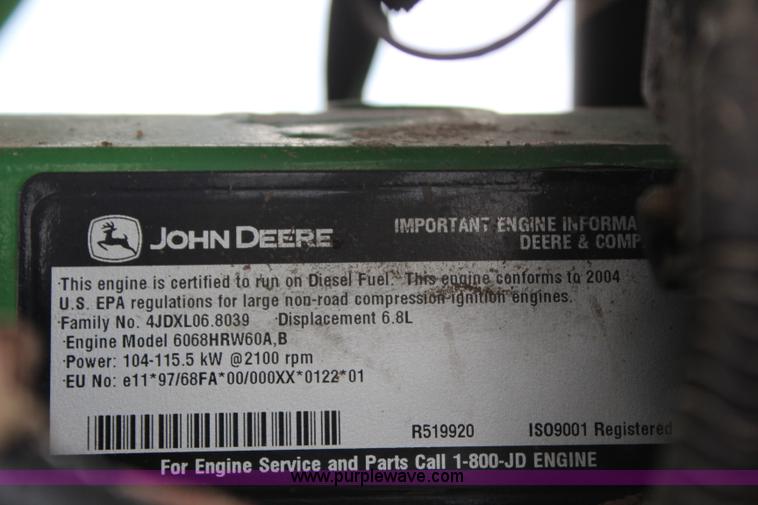 JOHN DEERE
IMPORTANT ENGINE INFORMA
DEERE & COMP
This engine is certified to run on Diesel Fuel. This engine conforms to 2004
U.S. EPA regulations for large non-road compression-ignition engines.
Family No. 4JDXL06.8039 Displacement 6.8L
Engine Model 6068HRW60A,B
Power: 104-115.5 kW @2100 rpm
EU No: e11*97/68FA*00/000XX*0122*01
R519920 ISO9001 Registered
For Engine Service and Parts Call 1-800-JD ENGINE
www.purplewave.com